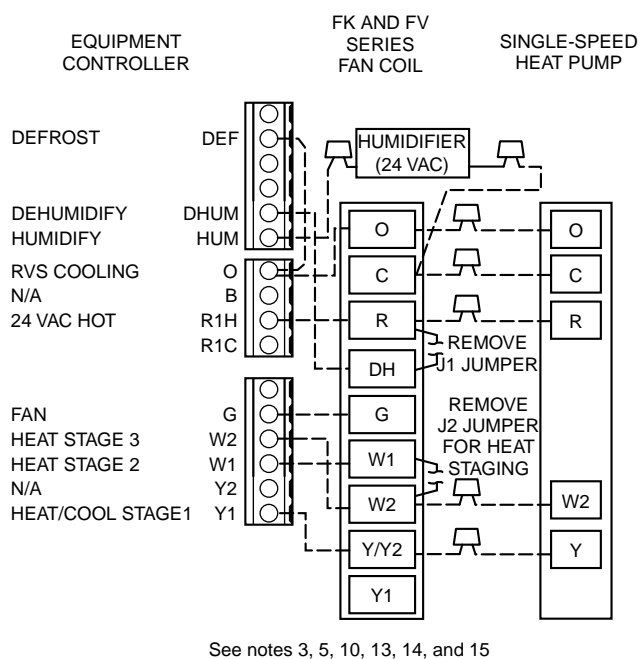 EQUIPMENT
CONTROLLER
FK AND FV
SERIES
FAN COIL
SINGLE-SPEED
HEAT PUMP
DEFROST DEF
HUMIDIFIER
(24 VAC)
DEHUMIDIFY DHUM
HUMIDIFY HUM
RVS COOLING O
N/A B
24 VAC HOT R1H
R1C
FAN G
HEAT STAGE 3 W2
HEAT STAGE 2 W1
N/A Y2
HEAT/COOL STAGE1 Y1
O
C
R
DH
G
W1
W2
Y/Y2
Y1
REMOVE
J1 JUMPER
REMOVE
J2 JUMPER
FOR HEAT
STAGING
O
C
R
W2
Y
See notes 3, 5, 10, 13, 14, and 15